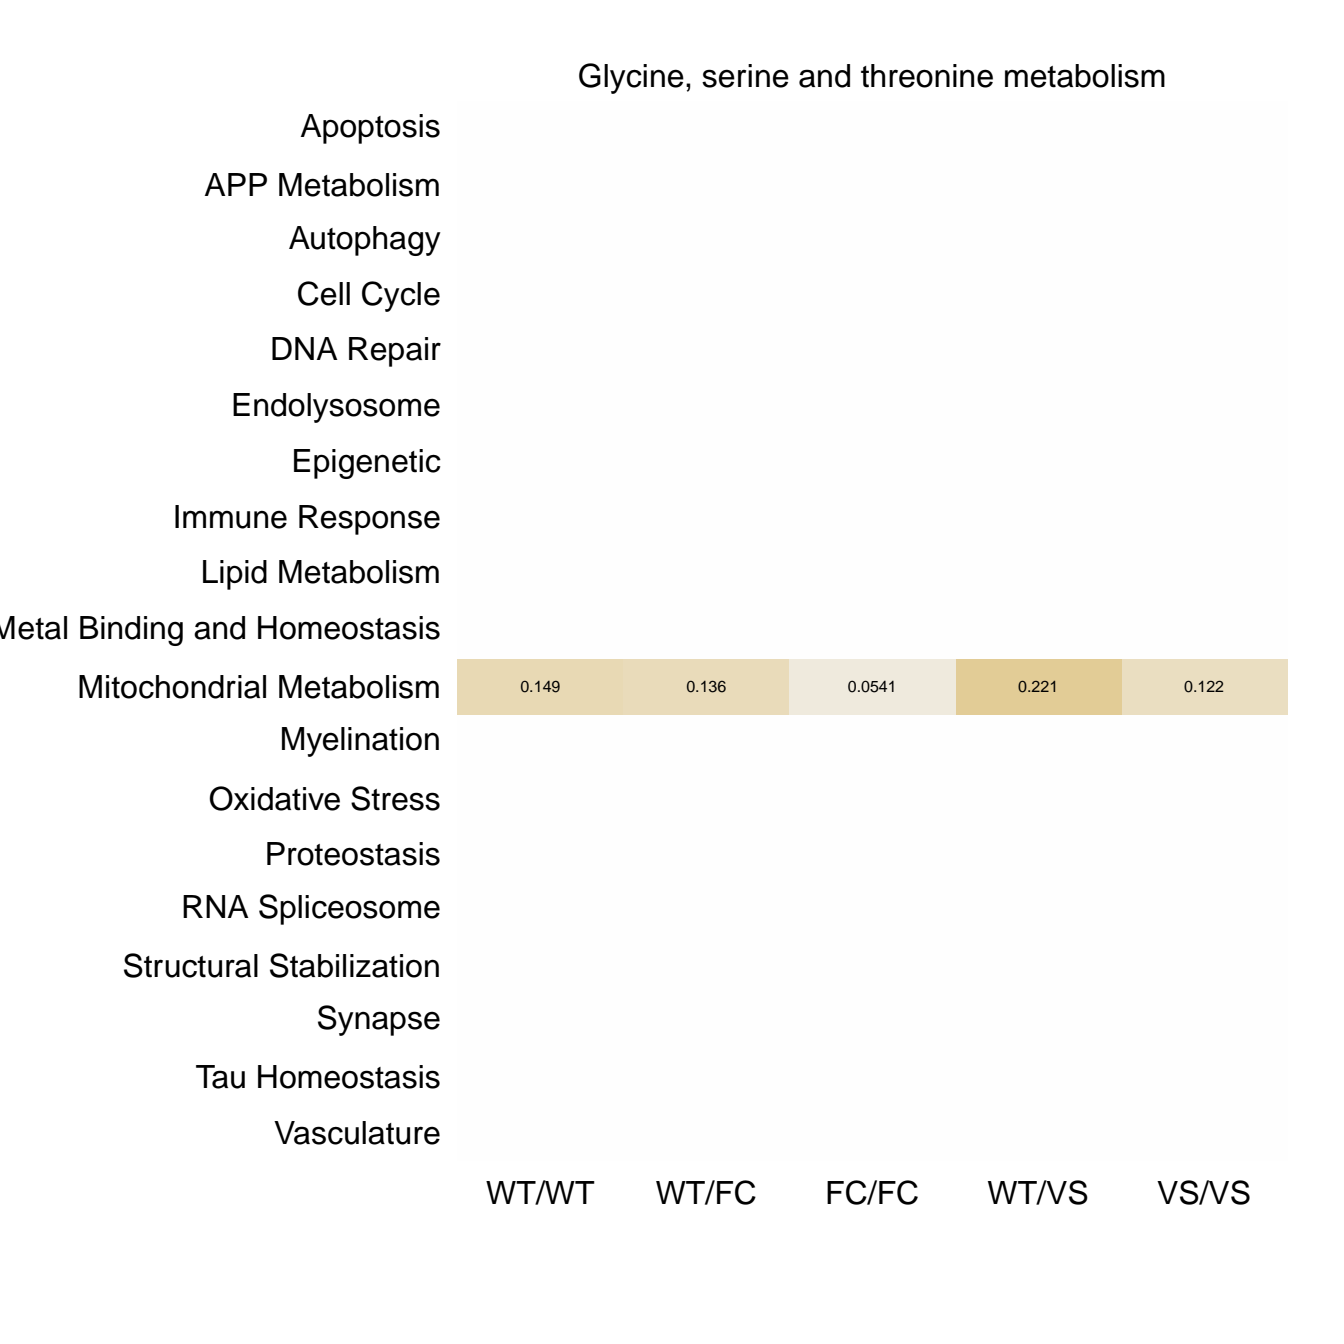 Glycine, serine and threonine metabolism
Apoptosis
APP Metabolism
Autophagy
Cell Cycle
DNA Repair
Endolysosome
Epigenetic
Immune Response
Lipid Metabolism
Metal Binding and Homeostasis
Mitochondrial Metabolism 0.149 0.136 0.0541 0.221 0.122
Myelination
Oxidative Stress
Proteostasis
RNA Spliceosome
Structural Stabilization
Synapse
Tau Homeostasis
Vasculature
WT/WT WT/FC FC/FC WT/VS VS/VS